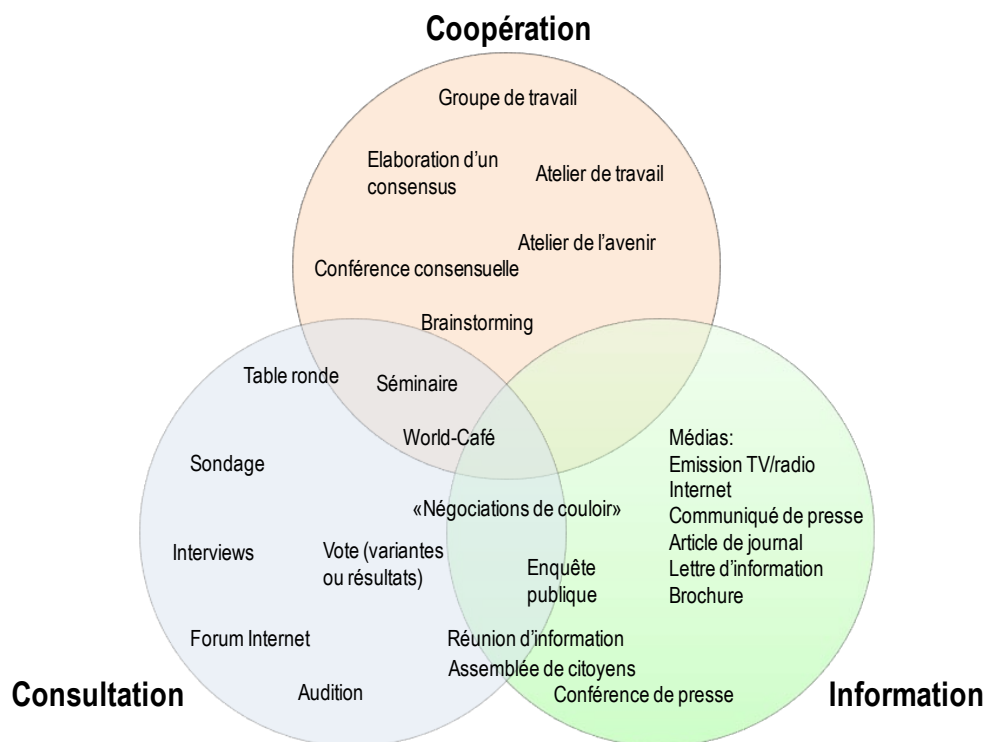 Coopération
Groupe de travail
Elaboration d'un
consensus
Atelier de travail
Atelier de l'avenir
Conférence consensuelle
Brainstorming
Table ronde
Séminaire
World-Café
Sondage
Médias:
Emission TV/radio
Internet
Communiqué de presse
Article de journal
Lettre d'information
Brochure
«Négociations de couloir»
Interviews
Vote (variantes
ou résultats)
Enquête
publique
Forum Internet
Réunion d'information
Assemblée de citoyens
Conférence de presse
Audition
Consultation
Information